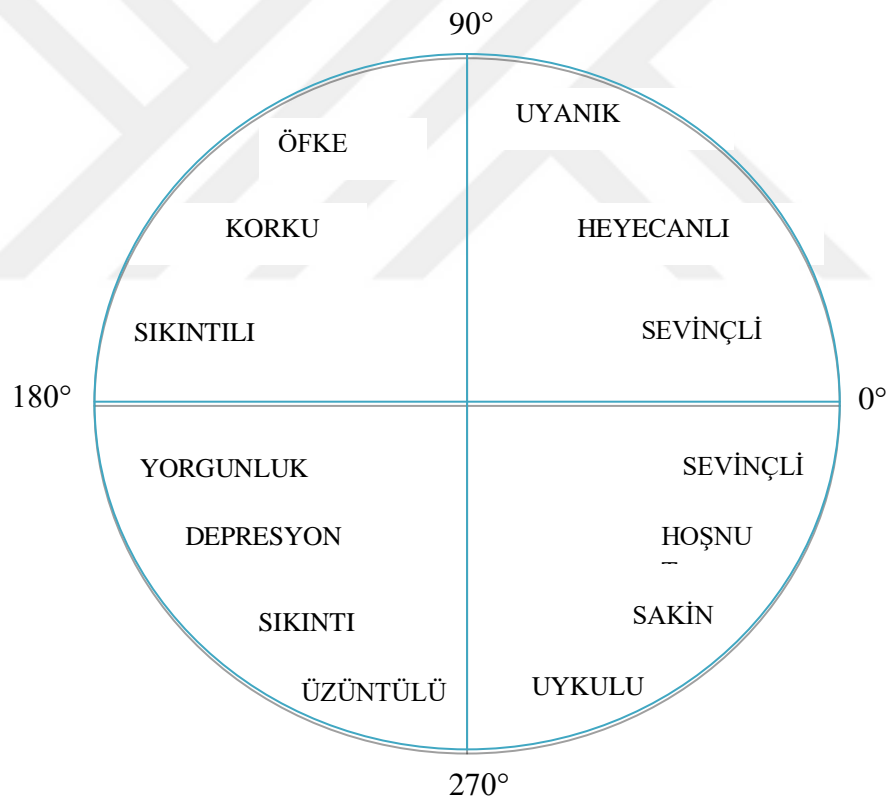 90°
UYANIK
ÖFKE
KORKU
HEYECANLI
SIKINTILI
SEVİNÇLİ
180°
0°
YORGUNLUK
SEVİNÇLİ
DEPRESYON
HOŞNU
SIKINTI
SAKİN
ÜZÜNTÜLÜ
UYKULU
270°